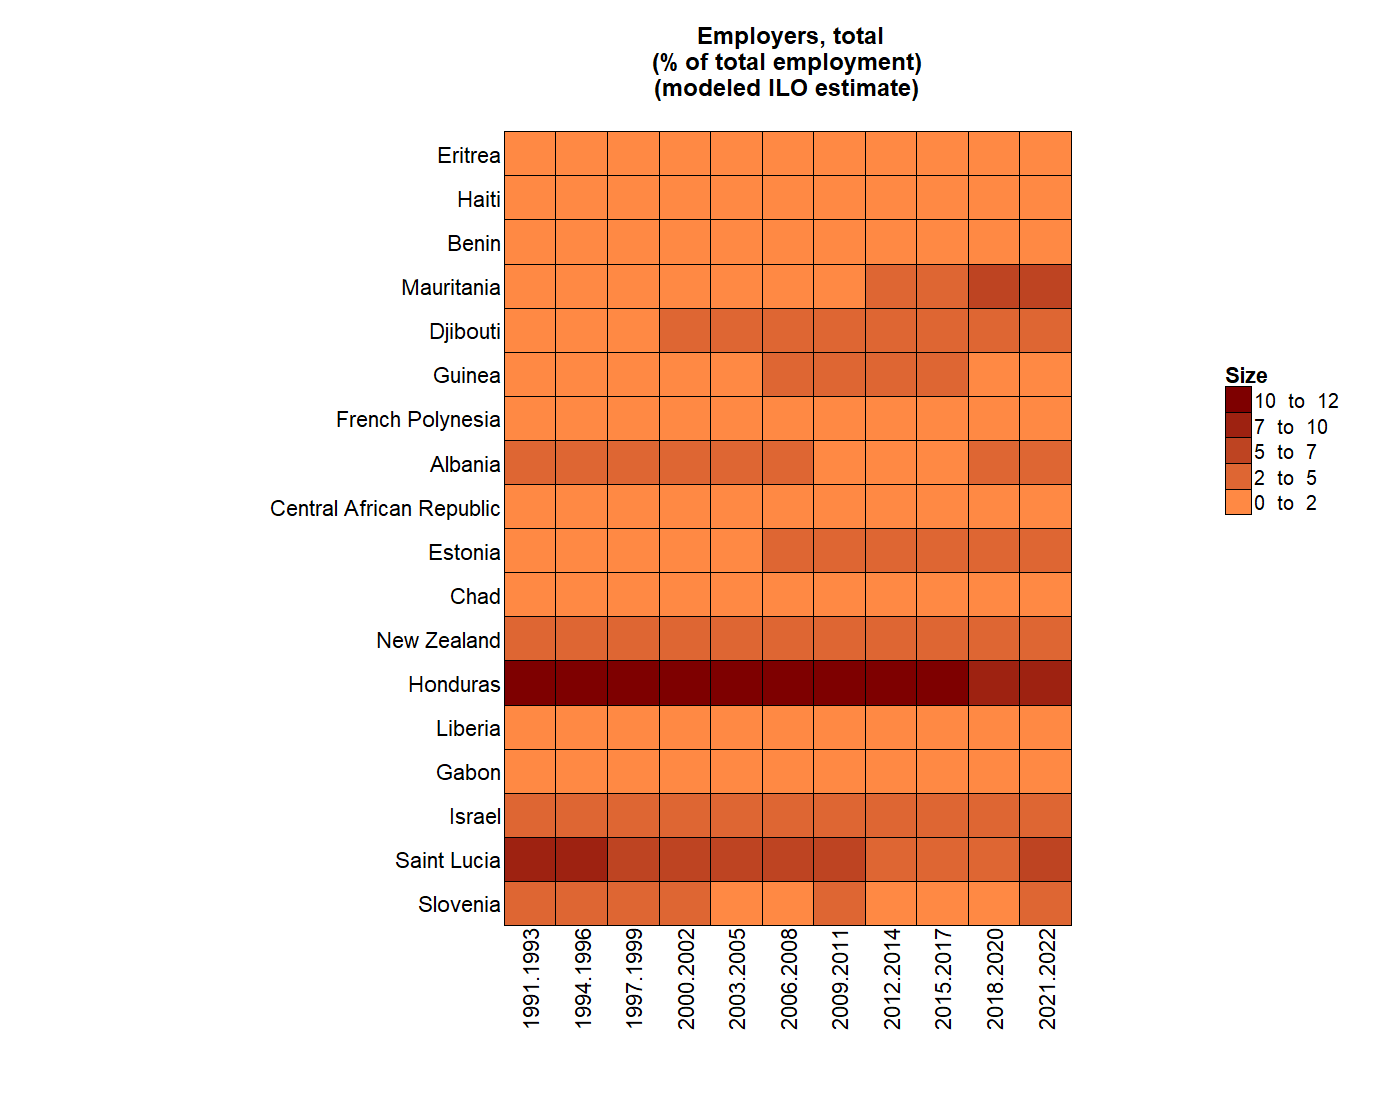 Employers, total
(% of total employment)
(modeled ILO estimate)
Eritrea
Haiti
Benin
Mauritania
Djibouti
Guinea
French Polynesia
Albania
Central African Republic
Estonia
Chad
New Zealand
Honduras
Liberia
Gabon
Israel
Saint Lucia
Slovenia
1991.1993
1994.1996
1997.1999
2000.2002
2003.2005
2006.2008
2009.2011
2012.2014
2015.2017
2018.2020
2021.2022
Size
10 to 12
7 to 10
5 to 7
2 to 5
0 to 2